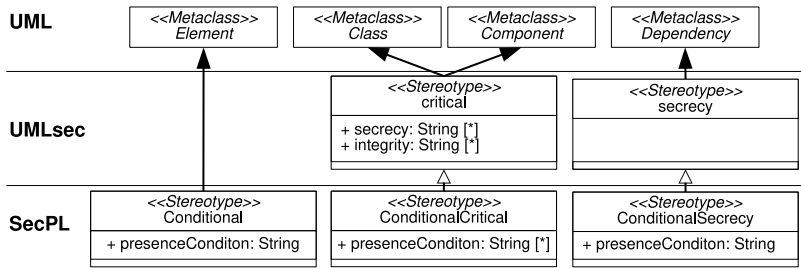 UML
<<Metaclass>>
Element
<<Metaclass>>
Class
<<Metaclass>>
Component
<<Metaclass>>
Dependency
UMLsec
<<Stereotype>>
critical
+ secrecy: String [*]
+ integrity: String [*]
<<Stereotype>>
secrecy
SecPL
<<Stereotype>>
Conditional
+ presenceConditon: String
<<Stereotype>>
ConditionalCritical
+ presenceConditon: String [*]
<<Stereotype>>
ConditionalSecrecy
+ presenceConditon: String